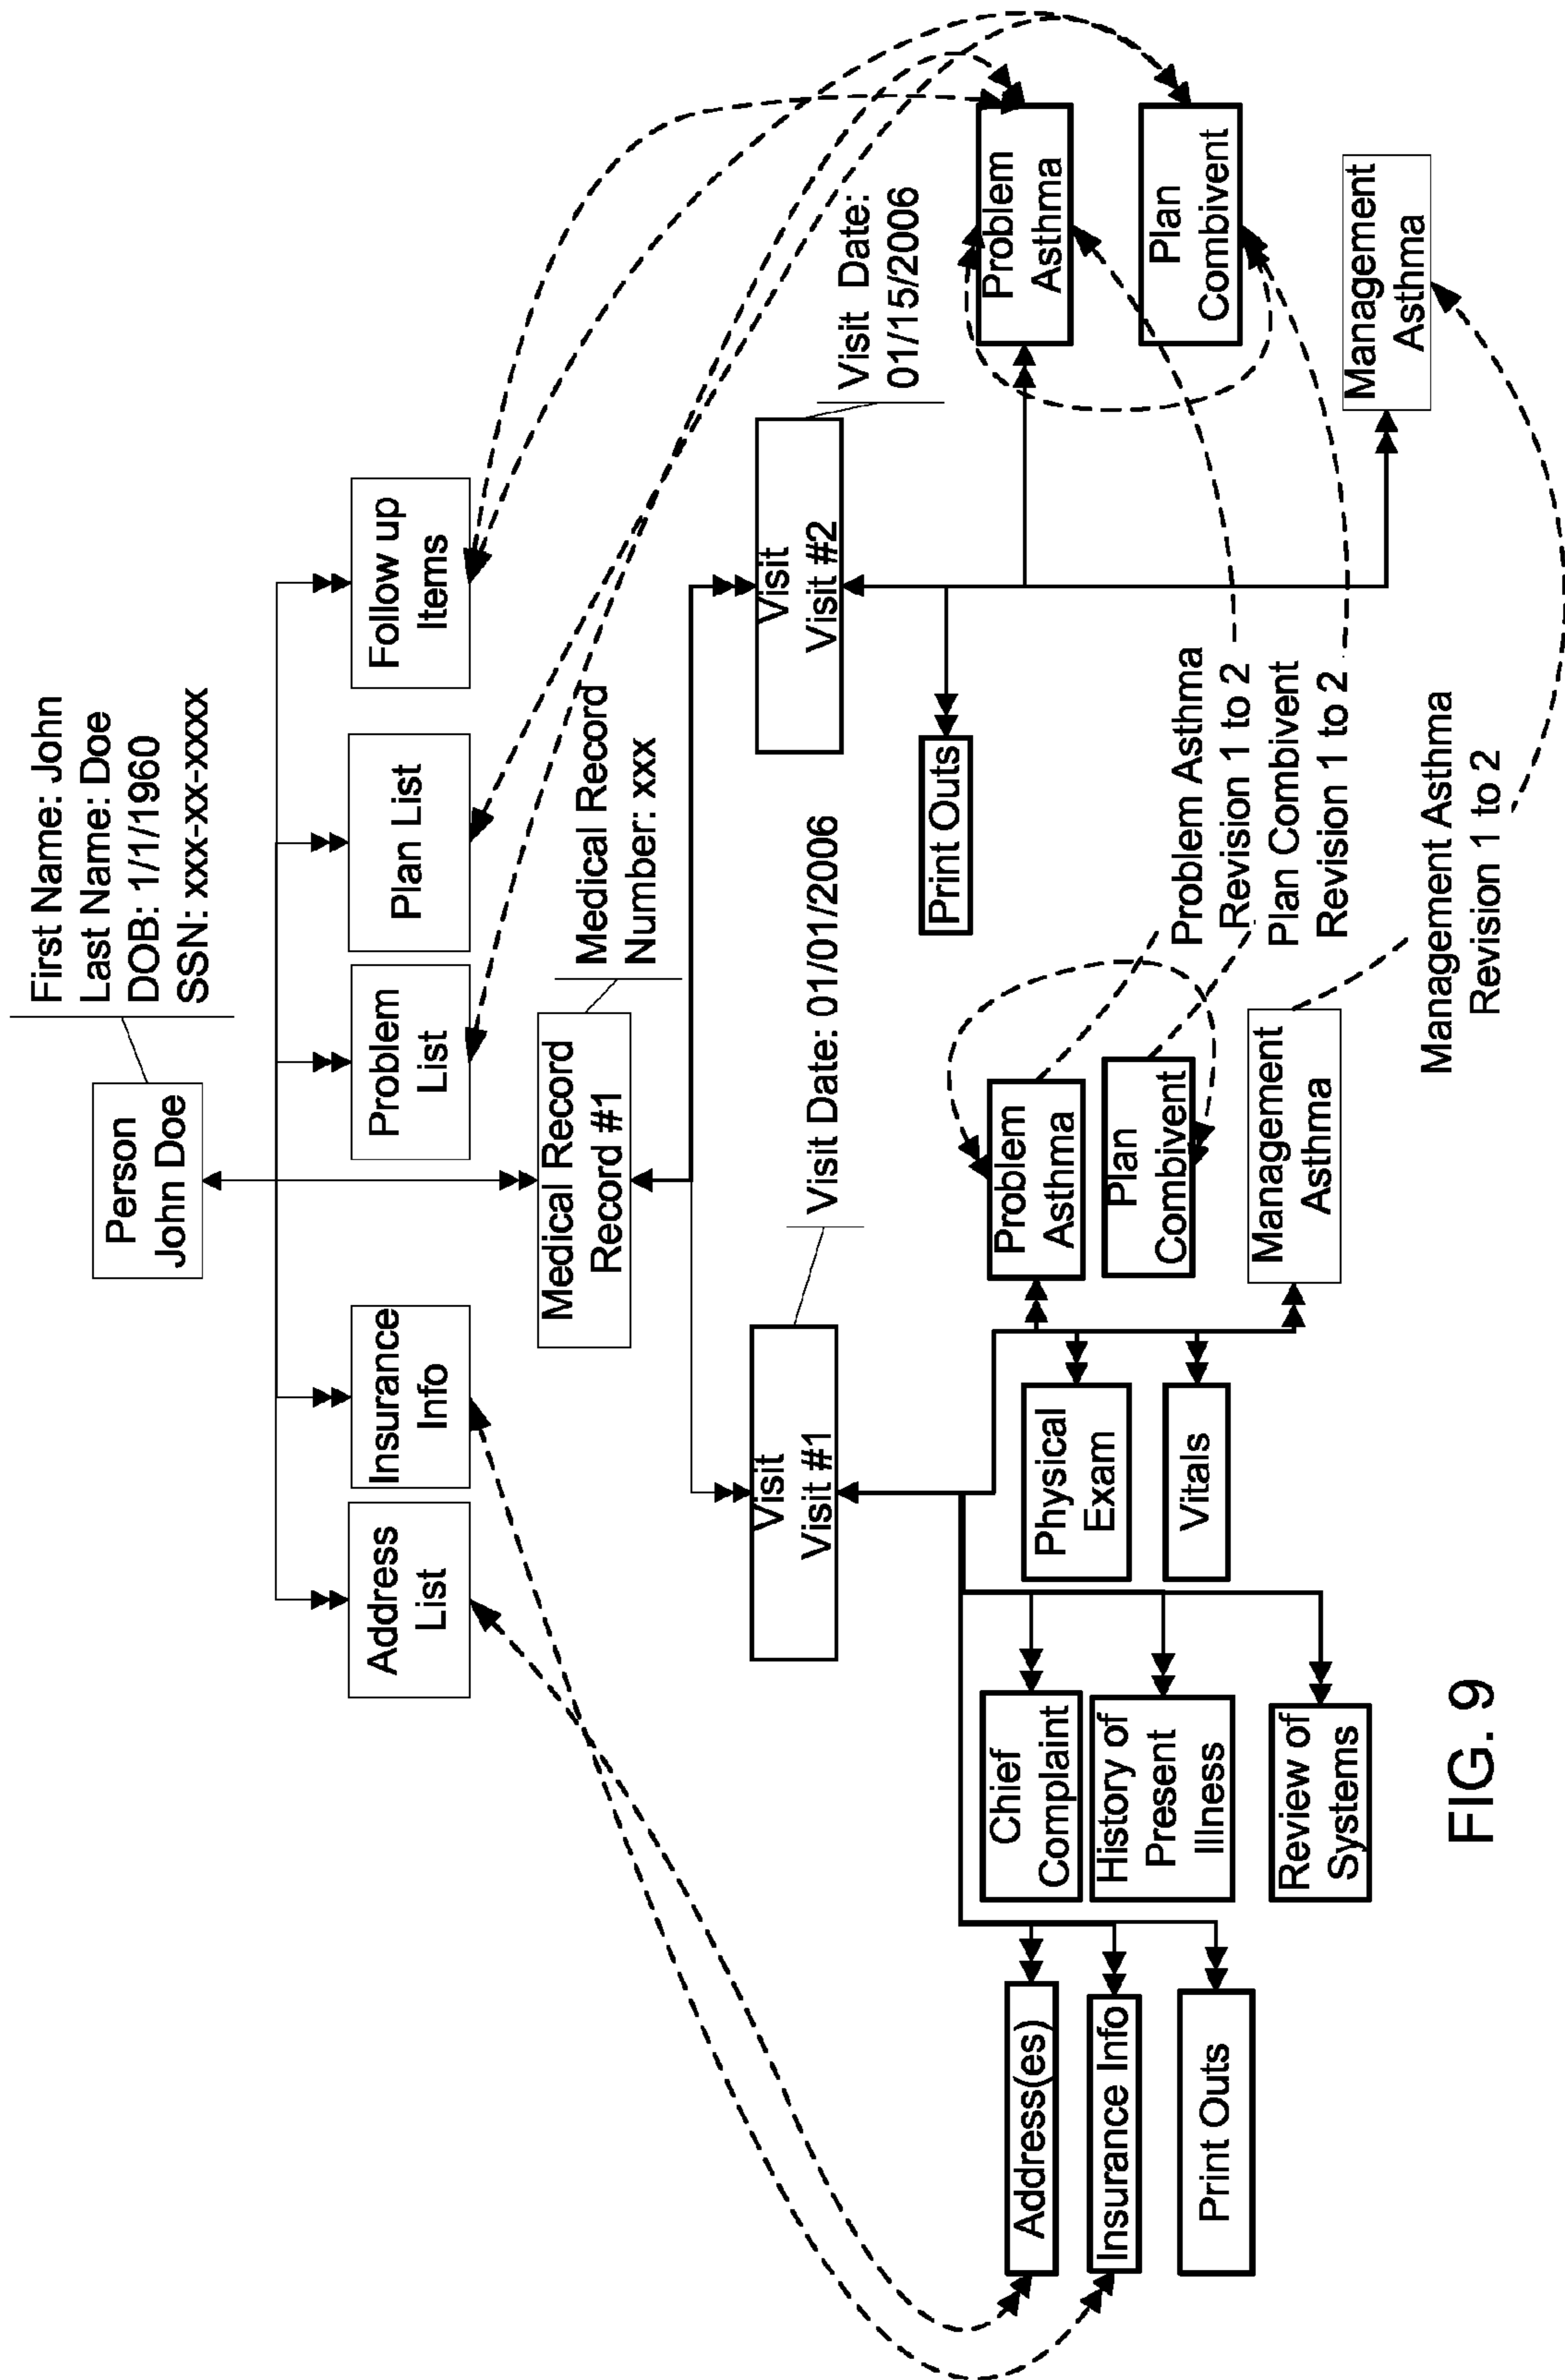 First Name: John
Last Name: Doe
DOB: 1/1/1960
SSN: xxx-xx-xxxx
Person
John Doe
Address
List
Insurance
Info
Problem
List
Plan List
Follow up
Items
Medical Record
Record #1
Medical Record
Number: xxx
Visit
Visit #1
Visit Date: 01/01/2006
Visit
Visit #2
Visit Date:
01/15/2006
Address(es)
Insurance Info
Print Outs
Chief
Complaint
History of
Present
Illness
Review of
Systems
Physical
Exam
Vitals
Problem
Asthma
Plan
Combivent
Management
Asthma
Print Outs
Problem
Asthma
Plan
Combivent
Management
Asthma
Problem Asthma
Revision 1 to 2
Plan Combivent
Revision 1 to 2
Management Asthma
Revision 1 to 2
FIG. 9